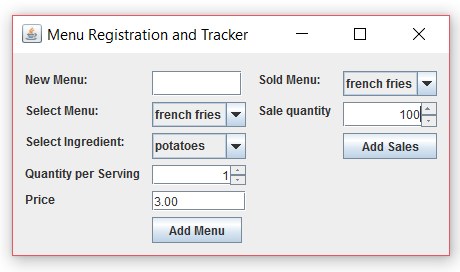 Menu Registration and Tracker
New Menu: Sold Menu: french fries
Select Menu: french fries Sale quantity 100
Select Ingredient: potatoes Add Sales
Quantity per Serving 1
Price 3.00
Add Menu